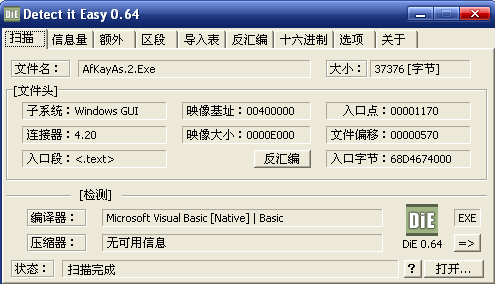 Detect it Easy 0.64
扫描 信息量 额外 区段 导入表 反汇编 十六进制 选项 关于
文件名： AfKayAs.2.Exe 大小： 37376 [字节]
[文件头]
子系统：Windows GUI 映像基址：00400000 入口点：00001170
连接器：4.20 映像大小：0000E000 文件偏移：00000570
入口段：<.text> 反汇编 入口字节：68D4674000
[检测]
编译器： Microsoft Visual Basic [Native] | Basic DiE EXE
压缩器： 无可用信息 DiE 0.64 =>
状态： 扫描完成 ? 打开...